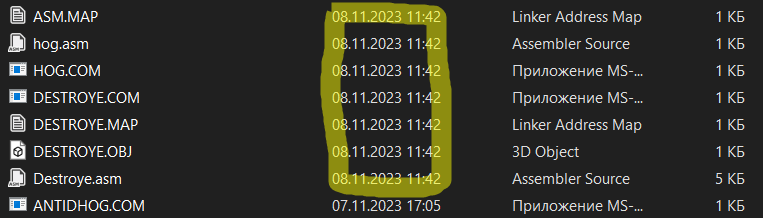 ASM.MAP 08.11.2023 11:42 Linker Address Map 1 КБ
hog.asm 08.11.2023 11:42 Assembler Source 1 КБ
HOG.COM 08.11.2023 11:42 Приложение MS-... 1 КБ
DESTROYE.COM 08.11.2023 11:42 Приложение MS-... 1 КБ
DESTROYE.MAP 08.11.2023 11:42 Linker Address Map 1 КБ
DESTROYE.OBJ 08.11.2023 11:42 3D Object 1 КБ
Destroye.asm 08.11.2023 11:42 Assembler Source 5 КБ
ANTIDHOG.COM 07.11.2023 17:05 Приложение MS-... 1 КБ